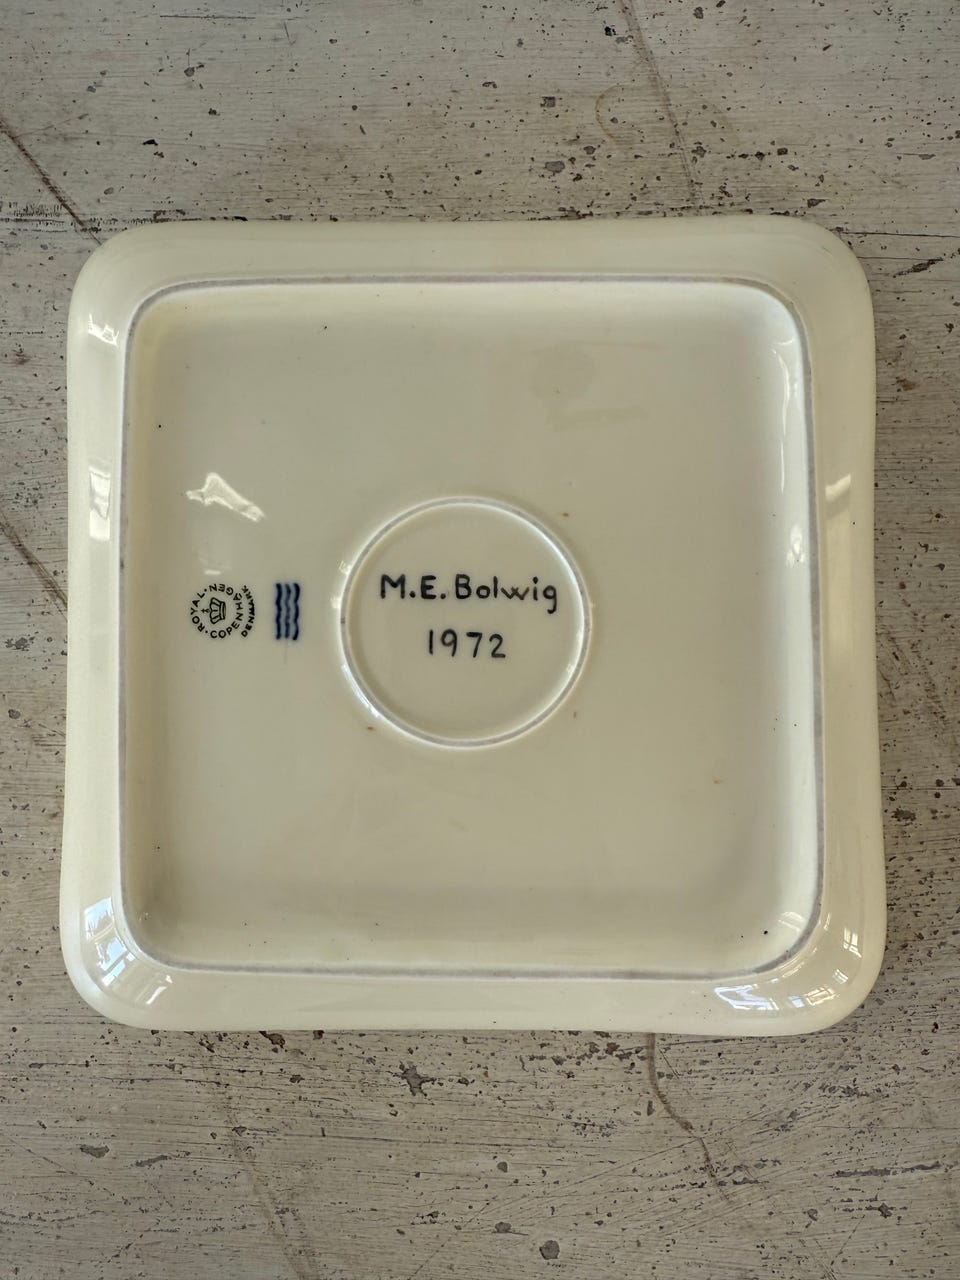 ROYAL · COPENHAGEN ·
DENMARK
M.E. Bolwig
1972